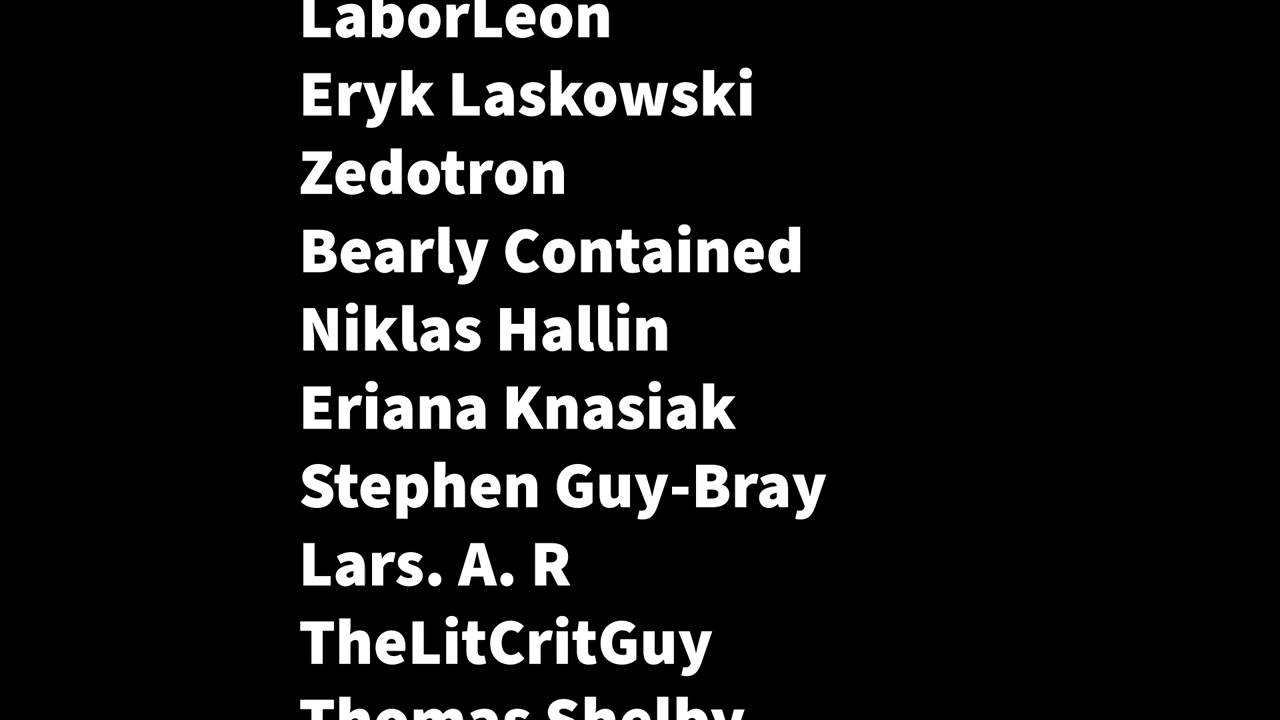 LaborLeon
Eryk Laskowski
Zedotron
Bearly Contained
Niklas Hallin
Eriana Knasiak
Stephen Guy-Bray
Lars. A. R
TheLitCritGuy
Thomas Shelby